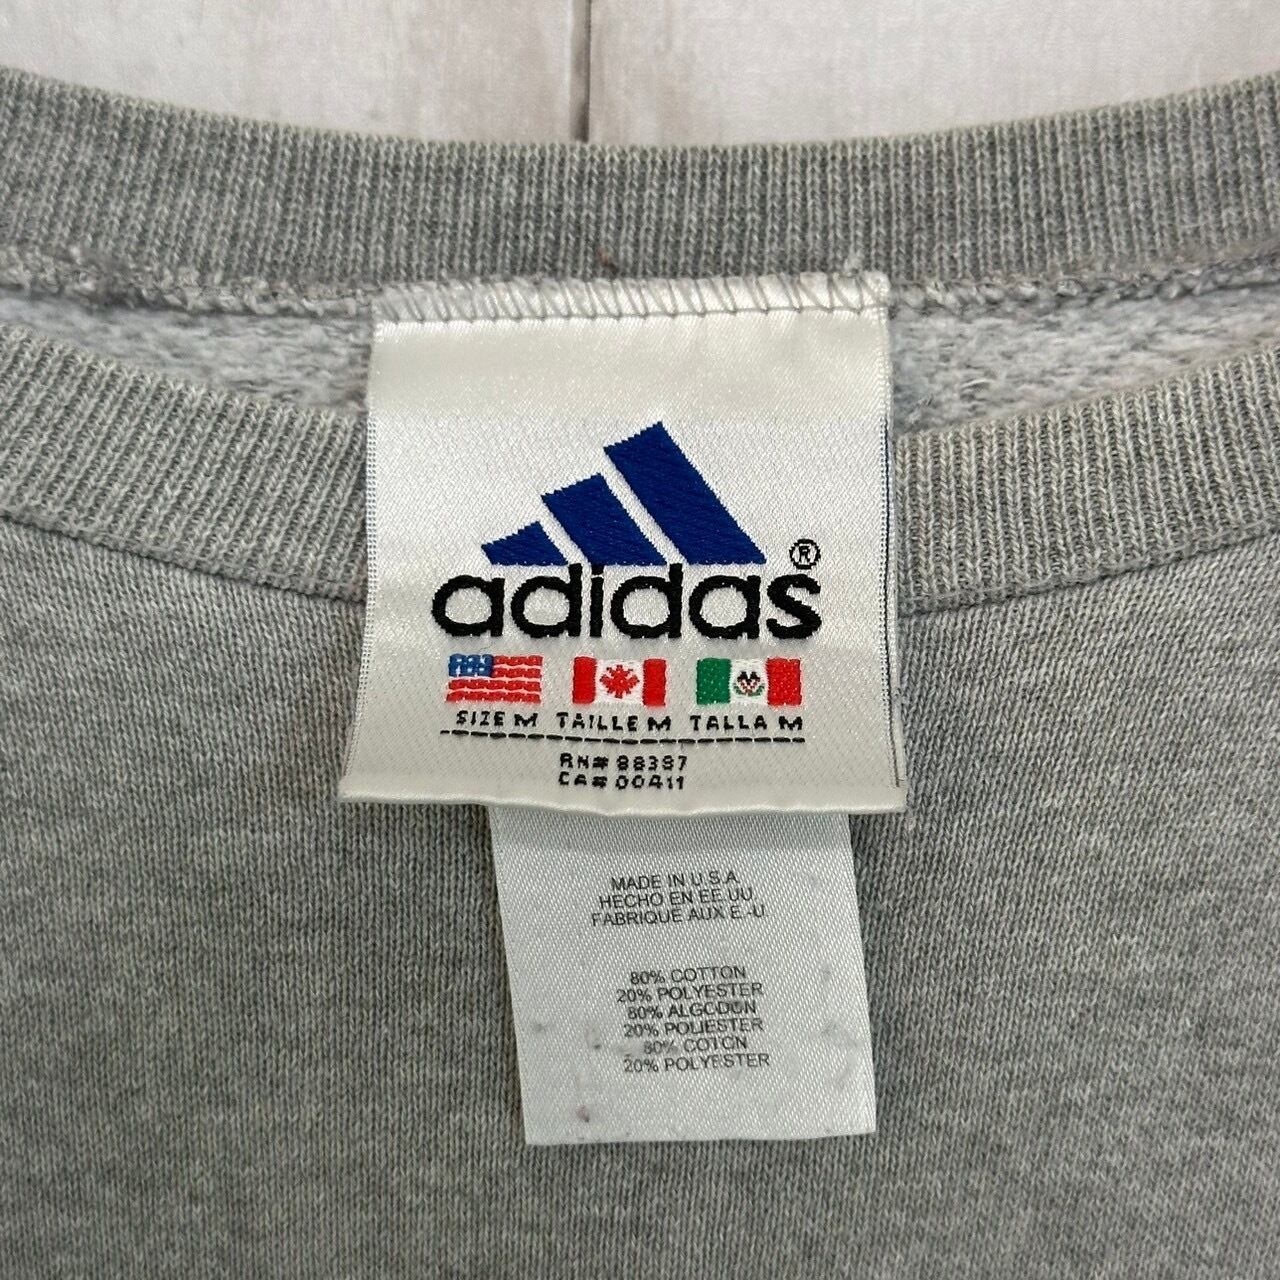 adidas®
SIZE M TAILLE M TALLA M
RN# 88387
CA# 00411
MADE IN U.S.A.
HECHO EN EE.UU.
FABRIQUE AUX E.-U.
80% COTTON
20% POLYESTER
80% ALGODON
20% POLIESTER
80% COTCN
20% POLYESTER